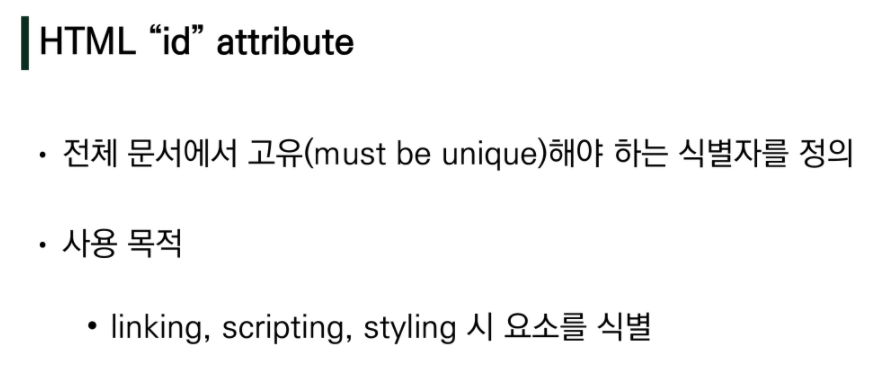 HTML “id” attribute
• 전체 문서에서 고유(must be unique)해야 하는 식별자를 정의
• 사용 목적
• linking, scripting, styling 시 요소를 식별